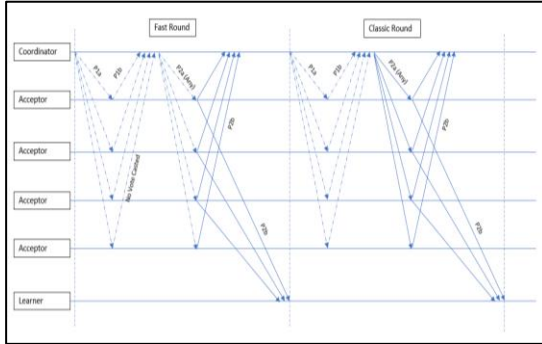 Fast Round
Classic Round
Coordinator
P1a
P1b
P2a (Any)
P1a
P1b
P2a (Any)
Acceptor
P2b
P2b
Acceptor
No Vote Casted
Acceptor
P2b
P2b
Acceptor
Learner